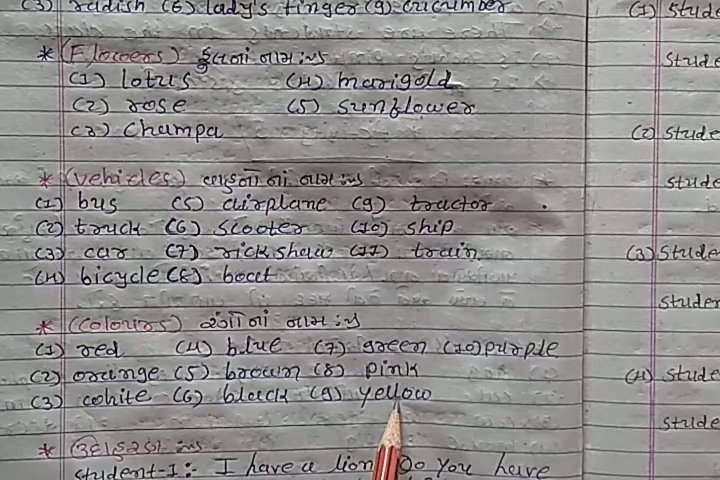 (3) radish (6) lady's finger (9) cucumber
* (Flowers) ફૂલનાં નામ :->
(1) lotus (4) marigold
(2) rose (5) sunflower
(3) Champa
* (vehicles) વાહનોનાં નામ :->
(1) bus (5) airplane (9) tractor
(2) truck (6) scooter (10) ship
(3) car (7) rickshaw (11) train
(4) bicycle (8) boat
* (Colours) રંગોનાં નામ :->
(1) red (4) blue (7) green (10) purple
(2) orange (5) brown (8) pink
(3) white (6) black (9) yellow
* ઉદાહરણ :->
student-1:- I have a lion. Do you have
(1) stude
stude
(2) stude
stude
(3) stude
studen
(4) stude
stude